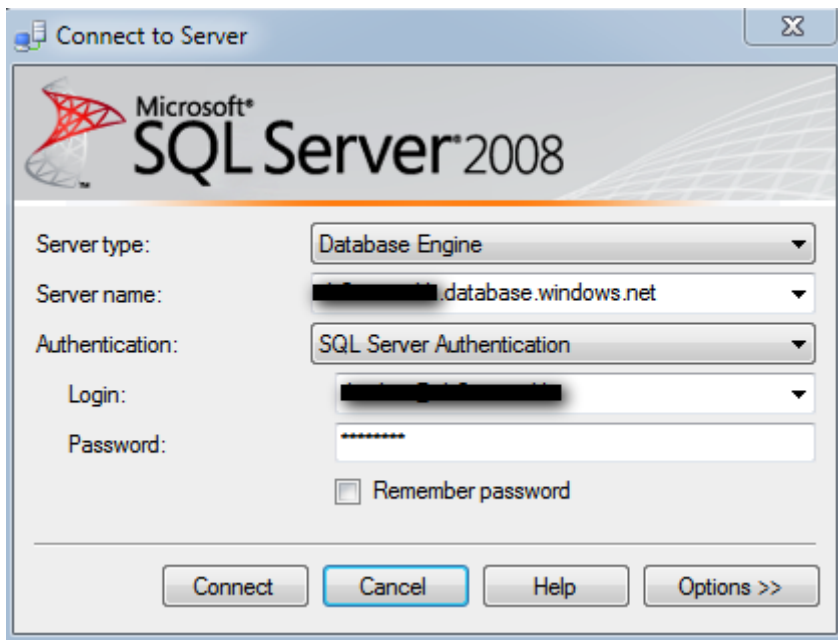 Connect to Server
Microsoft®
SQL Server® 2008
™
Server type: Database Engine
Server name: .database.windows.net
Authentication: SQL Server Authentication
Login:
Password: ********
Remember password
Connect Cancel Help Options >>